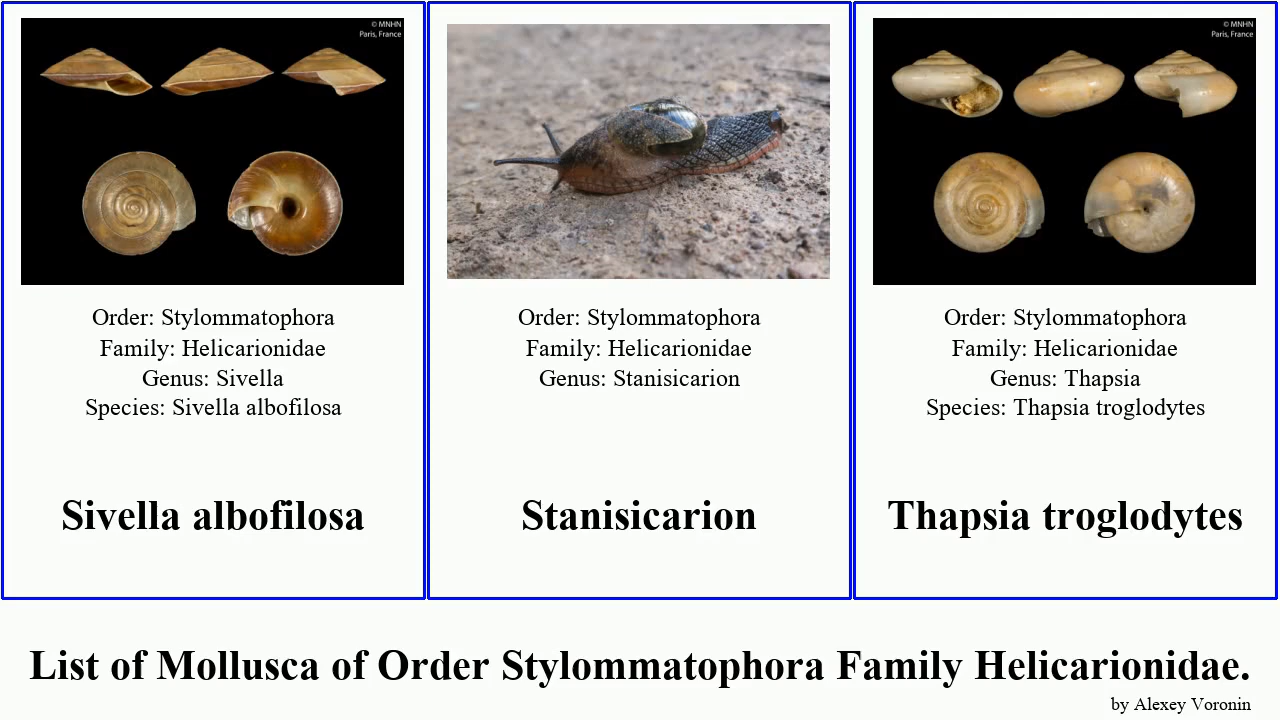 © MNHN
Paris, France
Order: Stylommatophora
Family: Helicarionidae
Genus: Sivella
Species: Sivella albofilosa
Sivella albofilosa
Order: Stylommatophora
Family: Helicarionidae
Genus: Stanisicarion
Stanisicarion
© MNHN
Paris, France
Order: Stylommatophora
Family: Helicarionidae
Genus: Thapsia
Species: Thapsia troglodytes
Thapsia troglodytes
List of Mollusca of Order Stylommatophora Family Helicarionidae.
by Alexey Voronin